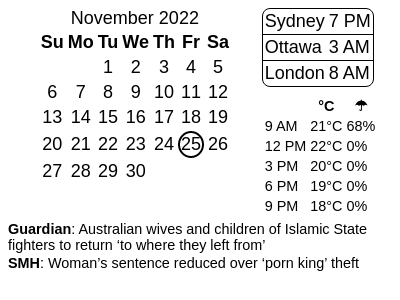 November 2022
Su Mo Tu We Th Fr Sa
1 2 3 4 5
6 7 8 9 10 11 12
13 14 15 16 17 18 19
20 21 22 23 24 25 26
27 28 29 30
Sydney 7 PM
Ottawa 3 AM
London 8 AM
°C ☂
9 AM 21°C 68%
12 PM 22°C 0%
3 PM 20°C 0%
6 PM 19°C 0%
9 PM 18°C 0%
Guardian: Australian wives and children of Islamic State
fighters to return ‘to where they left from’
SMH: Woman’s sentence reduced over ‘porn king’ theft